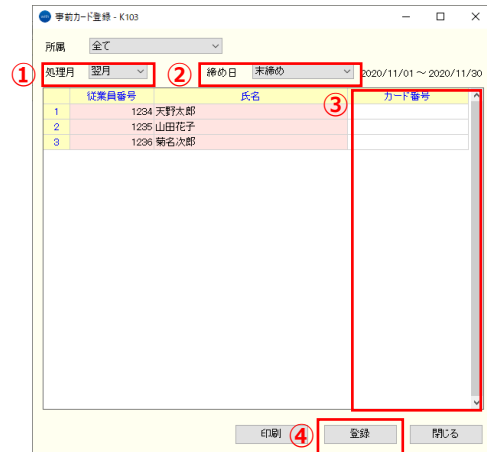 事前カード登録 - K103
所属 全て
① 処理月 翌月 ② 締め日 末締め 2020/11/01 ～ 2020/11/30
従業員番号 氏名 ③ カード番号
1 1234 天野太郎
2 1235 山田花子
3 1236 菊名次郎
印刷 ④ 登録 閉じる